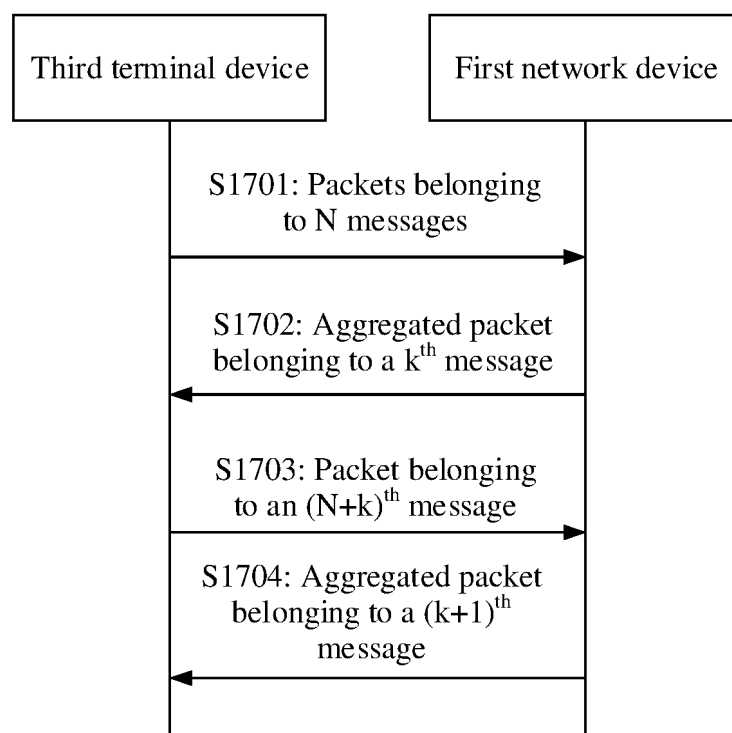 Third terminal device
First network device
S1701: Packets belonging
to N messages
S1702: Aggregated packet
belonging to a kth message
S1703: Packet belonging
to an (N+k)th message
S1704: Aggregated packet
belonging to a (k+1)th
message